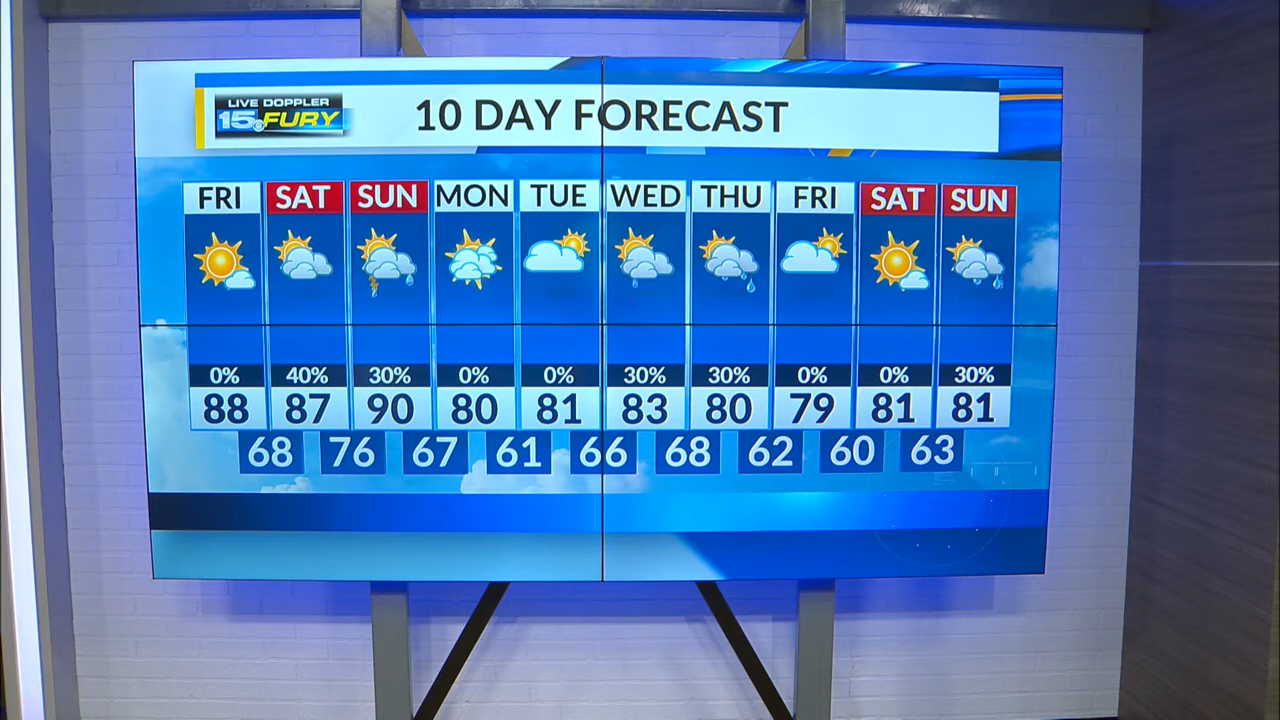 LIVE DOPPLER
15 FURY
10 DAY FORECAST
FRI SAT SUN MON TUE WED THU FRI SAT SUN
0% 40% 30% 0% 0% 30% 30% 0% 0% 30%
88 87 90 80 81 83 80 79 81 81
68 76 67 61 66 68 62 60 63